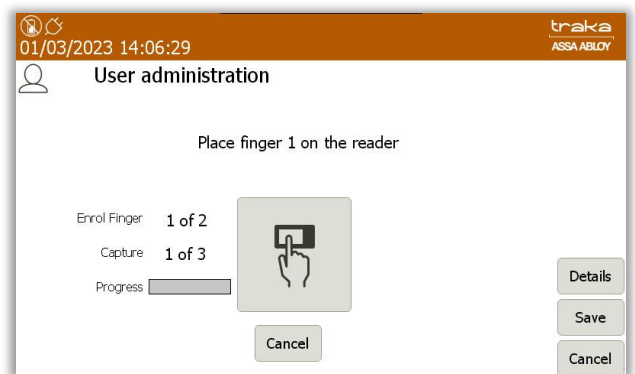 traka
01/03/2023 14:06:29
ASSA ABLOY
User administration
Place finger 1 on the reader
Enrol Finger 1 of 2
Capture 1 of 3
Progress
Details
Save
Cancel
Cancel